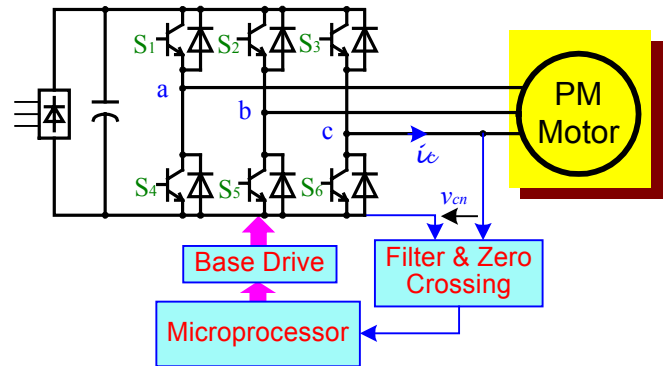 S1
S2
S3
a
b
c
PM
Motor
ic
S4
S5
S6
vcn
Base Drive
Filter & Zero
Crossing
Microprocessor